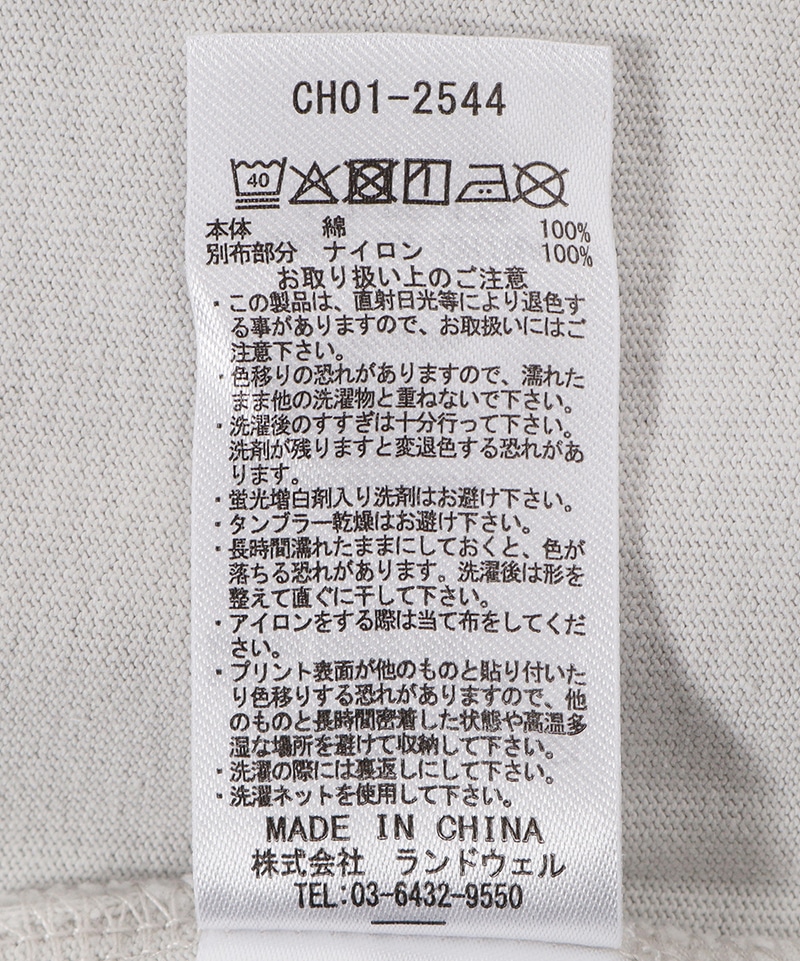 CH01-2544
40
本体 綿 100%
別布部分 ナイロン 100%
お取り扱い上のご注意
・この製品は、直射日光等により退色す
る事がありますので、お取扱いにはご
注意下さい。
・色移りの恐れがありますので、濡れた
まま他の洗濯物と重ねないで下さい。
・洗濯後のすすぎは十分行って下さい。
洗剤が残りますと変退色する恐れがあ
ります。
・蛍光増白剤入り洗剤はお避け下さい。
・タンブラー乾燥はお避け下さい。
・長時間濡れたままにしておくと、色が
落ちる恐れがあります。洗濯後は形を
整えて直ぐに干して下さい。
・アイロンをする際は当て布をしてくだ
さい。
・プリント表面が他のものと貼り付いた
り色移りする恐れがありますので、他
のものと長時間密着した状態や高温多
湿な場所を避けて収納して下さい。
・洗濯の際には裏返しにして下さい。
・洗濯ネットを使用して下さい。
MADE IN CHINA
株式会社 ランドウェル
TEL:03-6432-9550